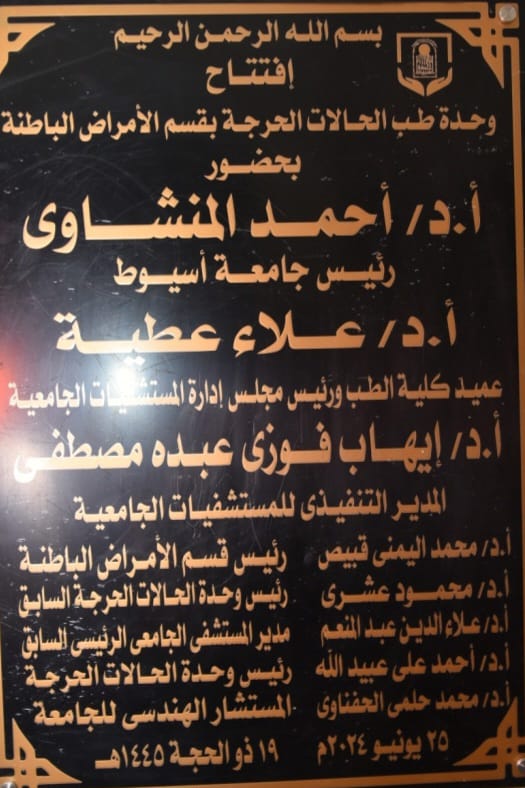 بسم الله الرحمن الرحيم
إفتتاح
وحدة طب الحالات الحرجة بقسم الأمراض الباطنة
بحضور
أ.د/ أحمد المنشاوى
رئيس جامعة أسيوط
أ.د/ علاء عطية
عميد كلية الطب ورئيس مجلس إدارة المستشفيات الجامعية
أ.د/ إيهاب فوزى عبده مصطفى
المدير التنفيذى للمستشفيات الجامعية
أ.د/ محمد اليمنى قبيص رئيس قسم الأمراض الباطنة
أ.د/ محمود عشرى رئيس وحدة الحالات الحرجة السابق
أ.د/ علاء الدين عبد المنعم مدير المستشفى الجامعى الرئيسى السابق
أ.د/ أحمد على عبيد الله رئيس وحدة الحالات الحرجة
أ.د/ محمد حلمى الحفناوى المستشار الهندسى للجامعة
٢٥ يونيو ٢٠٢٤م ١٩ ذو الحجة ١٤٤٥هـ